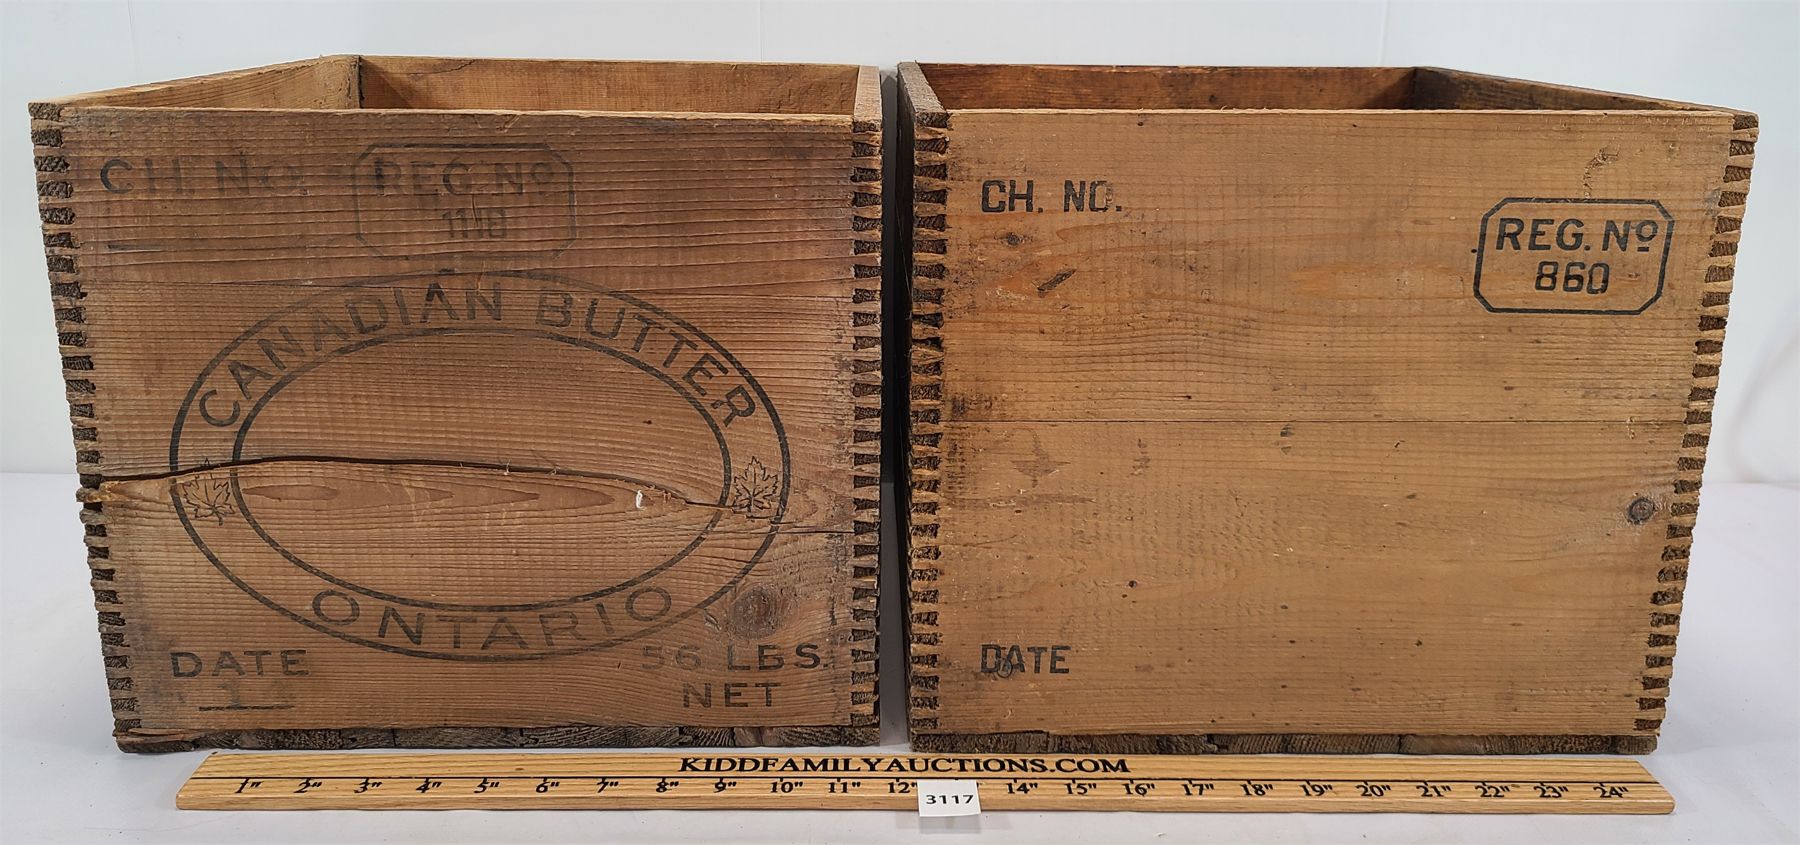 CH. No.
REG. No
1110
CANADIAN BUTTER
ONTARIO
DATE
1
56 LBS.
NET
CH. NO.
REG. No
860
DATE
KIDDFAMILYAUCTIONS.COM
1" 2" 3" 4" 5" 6" 7" 8" 9" 10" 11" 12" 14" 15" 16" 17" 18" 19" 20" 21" 22" 23" 24"
3117